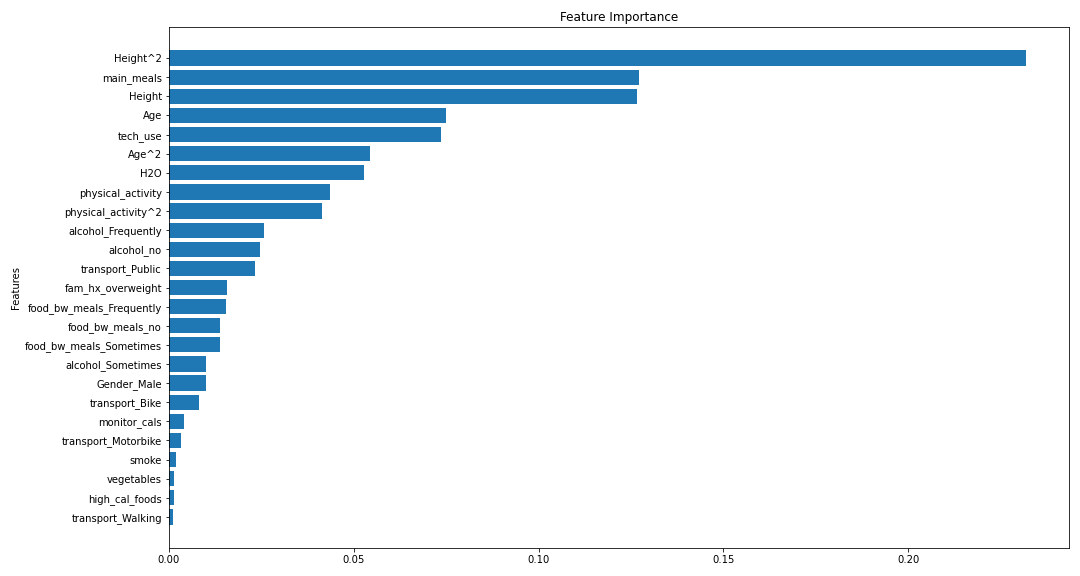 Feature Importance
Features
Height^2
main_meals
Height
Age
tech_use
Age^2
H2O
physical_activity
physical_activity^2
alcohol_Frequently
alcohol_no
transport_Public
fam_hx_overweight
food_bw_meals_Frequently
food_bw_meals_no
food_bw_meals_Sometimes
alcohol_Sometimes
Gender_Male
transport_Bike
monitor_cals
transport_Motorbike
smoke
vegetables
high_cal_foods
transport_Walking
0.00 0.05 0.10 0.15 0.20